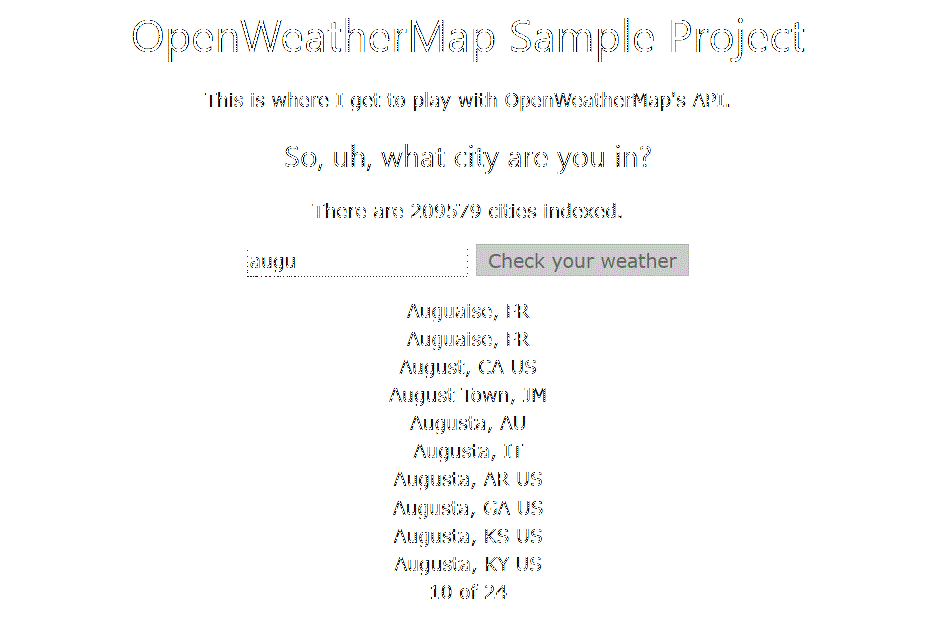 OpenWeatherMap Sample Project
This is where I get to play with OpenWeatherMap's API.
So, uh, what city are you in?
There are 209579 cities indexed.
augu Check your weather
Auguaise, FR
Auguaise, FR
August, CA US
August Town, JM
Augusta, AU
Augusta, IT
Augusta, AR US
Augusta, GA US
Augusta, KS US
Augusta, KY US
10 of 24